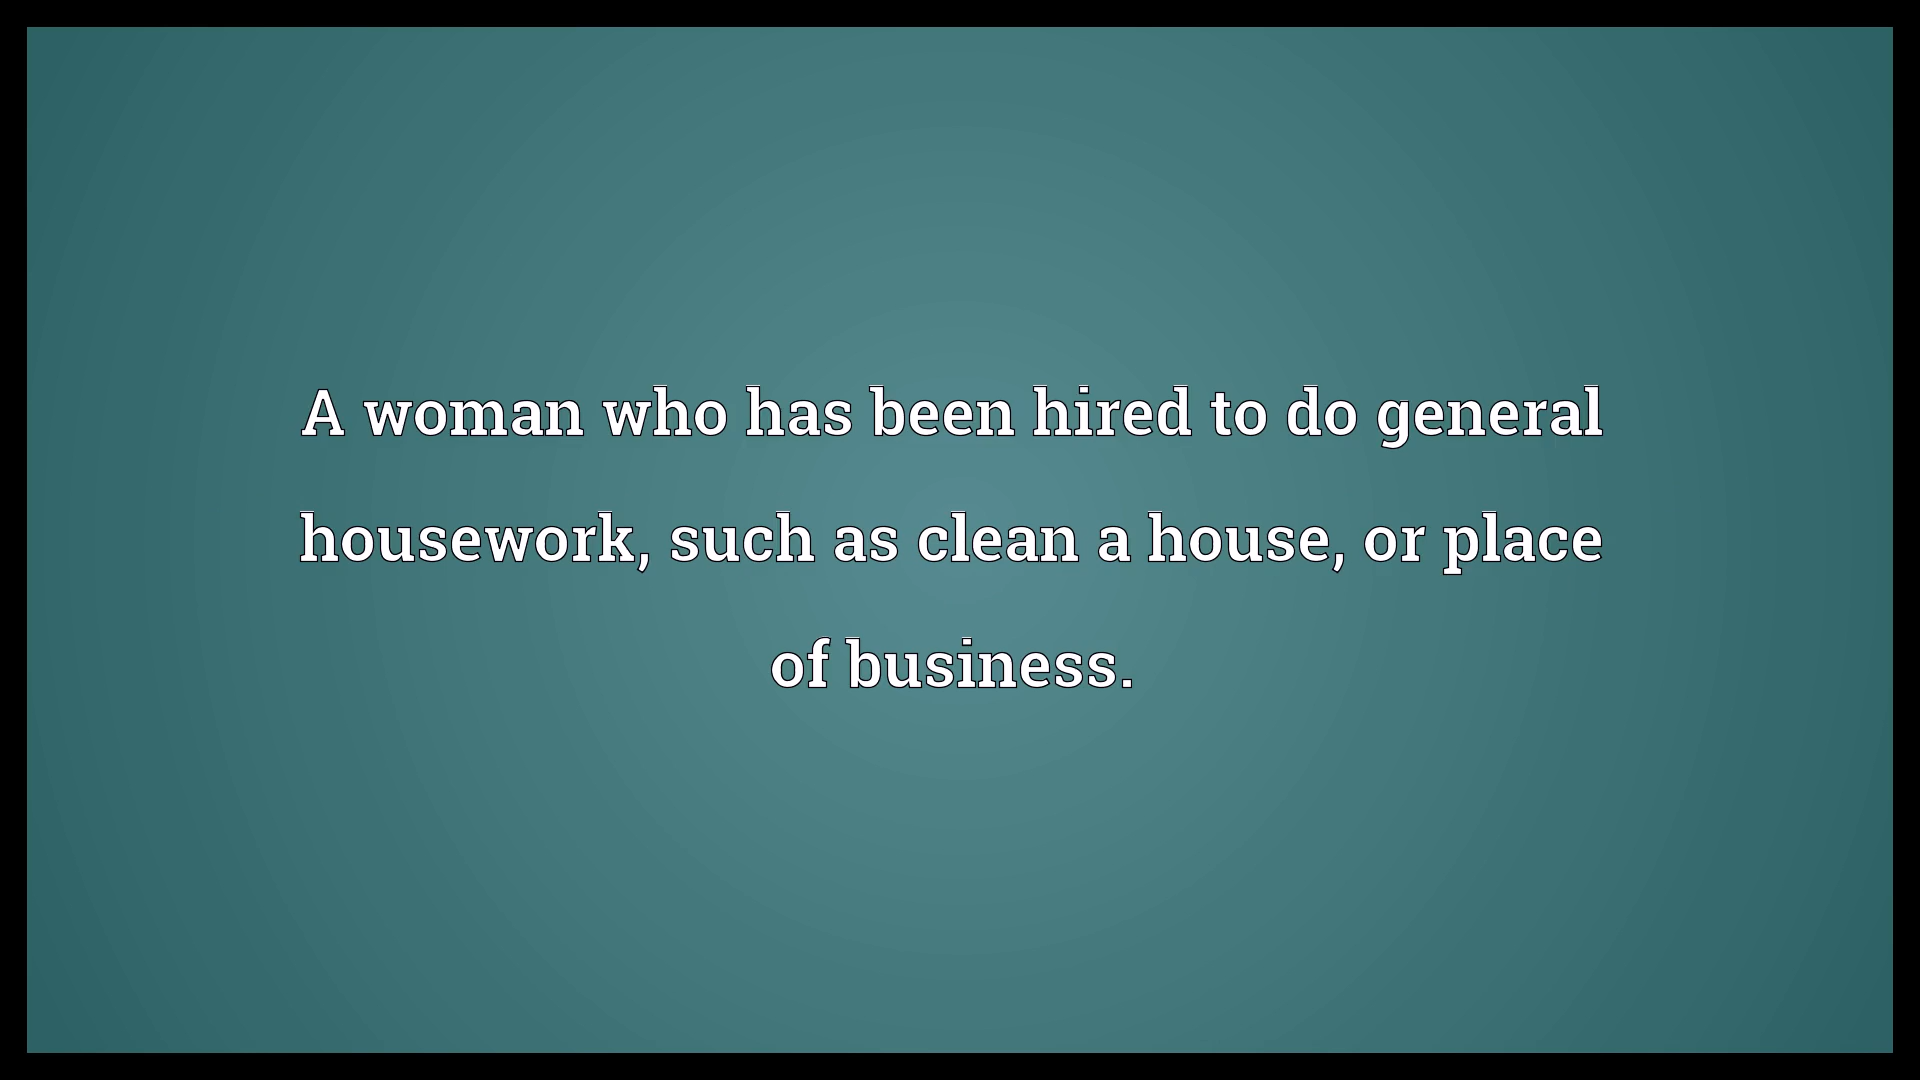 A woman who has been hired to do general
housework, such as clean a house, or place
of business.